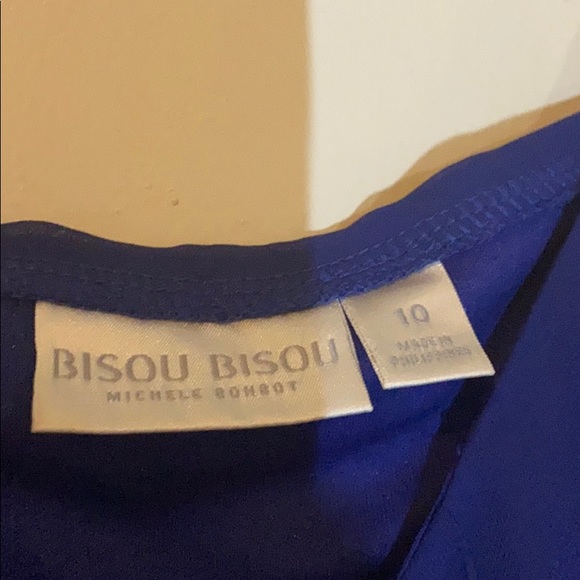 BISOU BISOU
MICHELE BOHBOT
10
MADE IN
PHILIPPINES